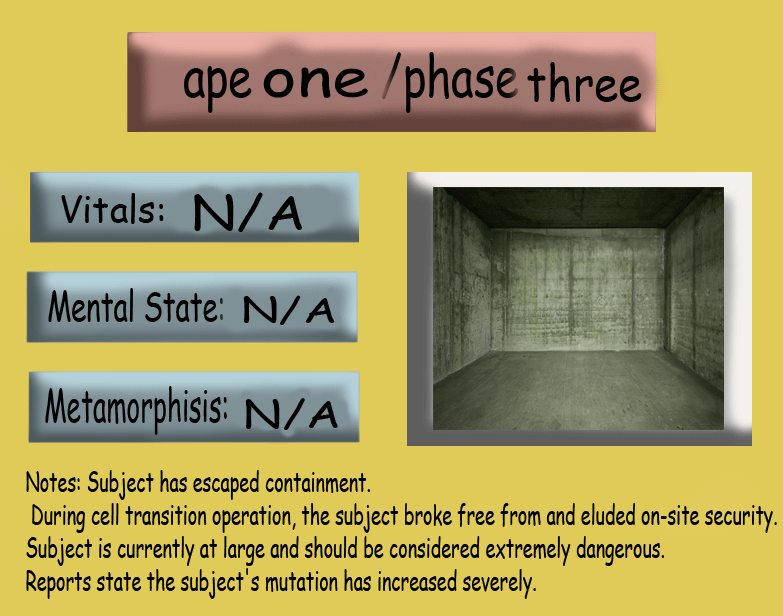 ape one /phase three
Vitals: N/A
Mental State: N/A
Metamorphisis: N/A
Notes: Subject has escaped containment.
During cell transition operation, the subject broke free from and eluded on-site security.
Subject is currently at large and should be considered extremely dangerous.
Reports state the subject's mutation has increased severely.